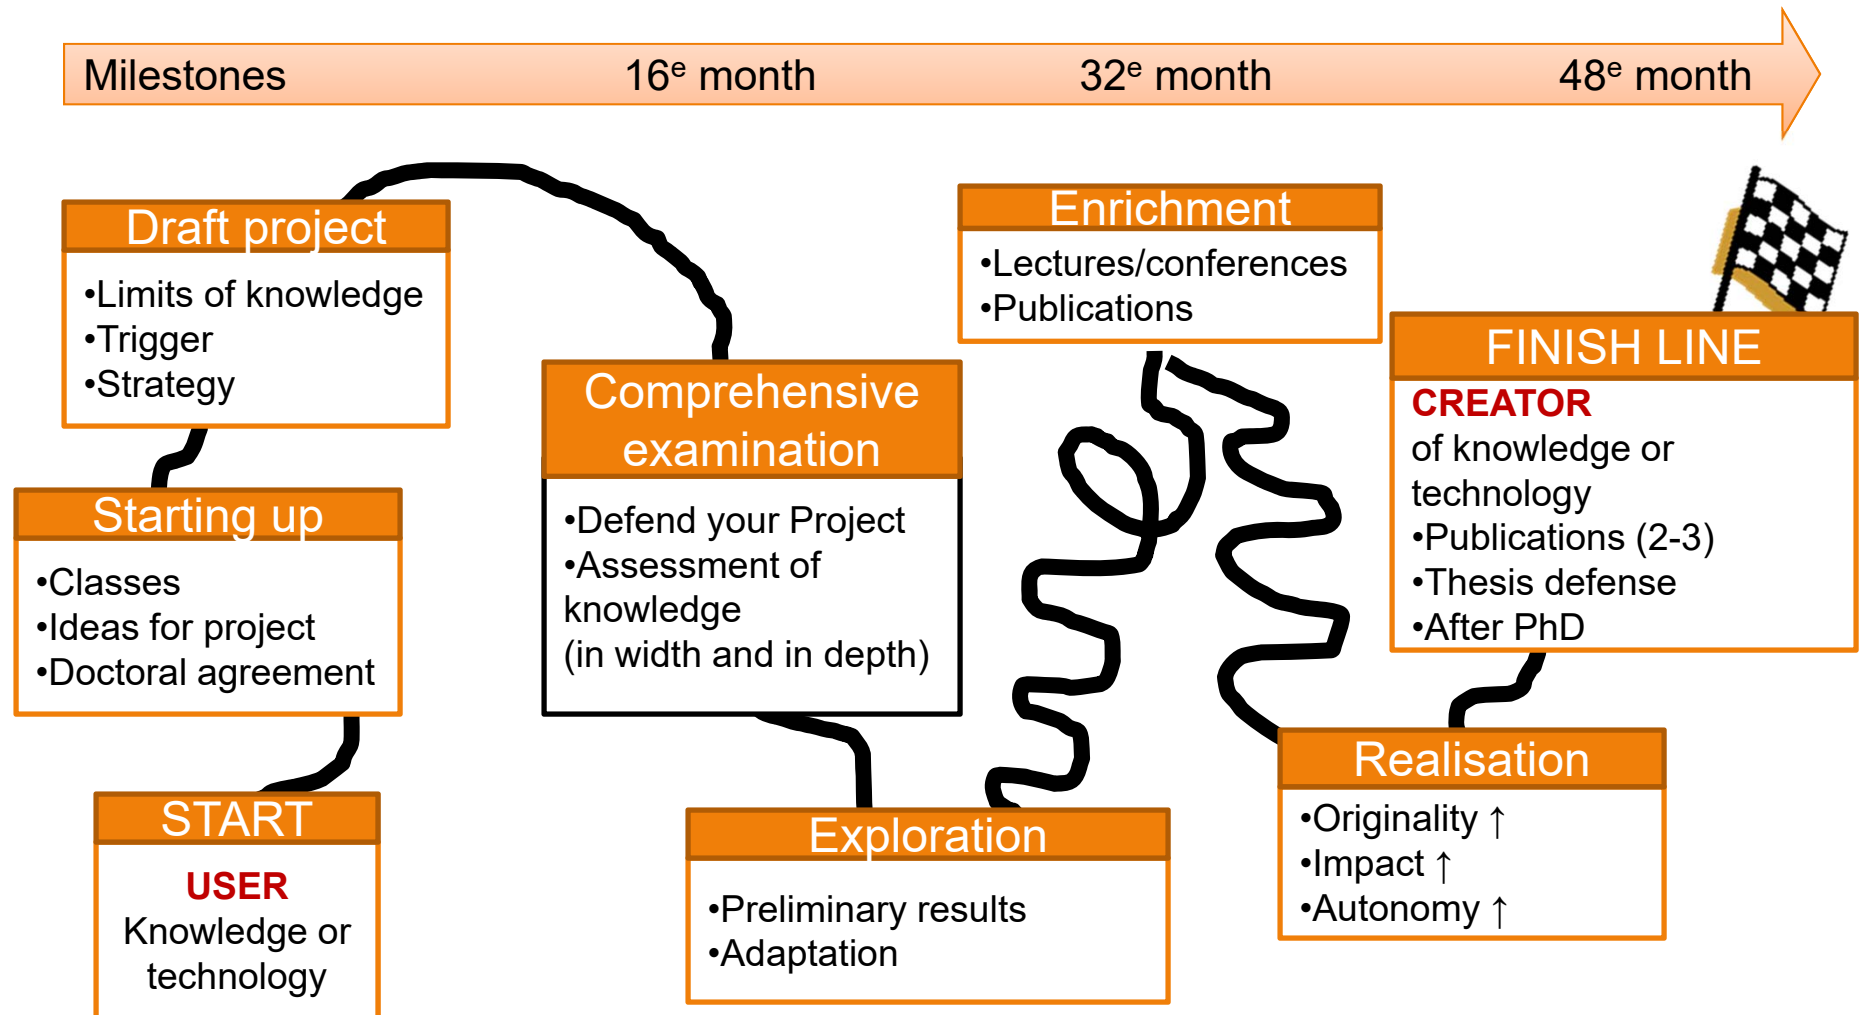 Milestones 16e month 32e month 48e month
Draft project
•Limits of knowledge
•Trigger
•Strategy
Starting up
•Classes
•Ideas for project
•Doctoral agreement
START
USER
Knowledge or
technology
Comprehensive
examination
•Defend your Project
•Assessment of
knowledge
(in width and in depth)
Exploration
•Preliminary results
•Adaptation
Enrichment
•Lectures/conferences
•Publications
Realisation
•Originality ↑
•Impact ↑
•Autonomy ↑
FINISH LINE
CREATOR
of knowledge or
technology
•Publications (2-3)
•Thesis defense
•After PhD